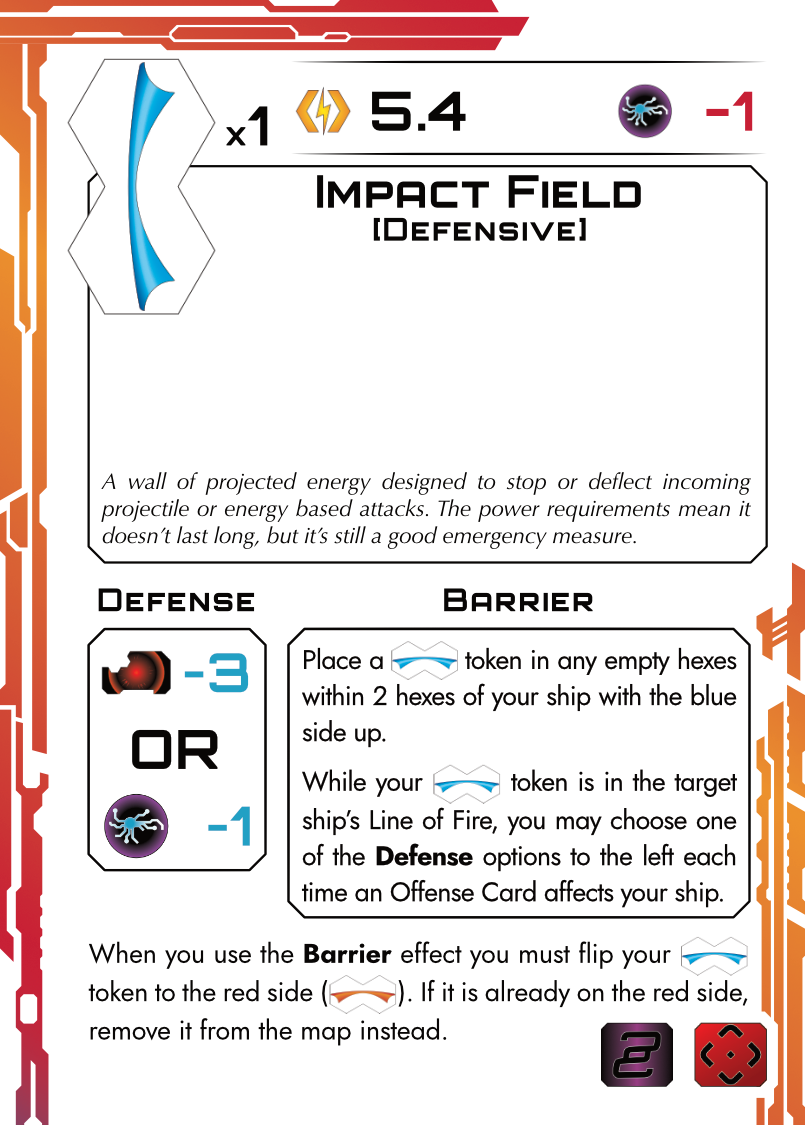 x1 5.4 -1
IMPACT FIELD
[DEFENSIVE]
A wall of projected energy designed to stop or deflect incoming
projectile or energy based attacks. The power requirements mean it
doesn't last long, but it's still a good emergency measure.
DEFENSE
-3
OR
-1
BARRIER
Place a token in any empty hexes
within 2 hexes of your ship with the blue
side up.
While your token is in the target
ship's Line of Fire, you may choose one
of the Defense options to the left each
time an Offense Card affects your ship.
When you use the Barrier effect you must flip your
token to the red side ( ). If it is already on the red side,
remove it from the map instead.